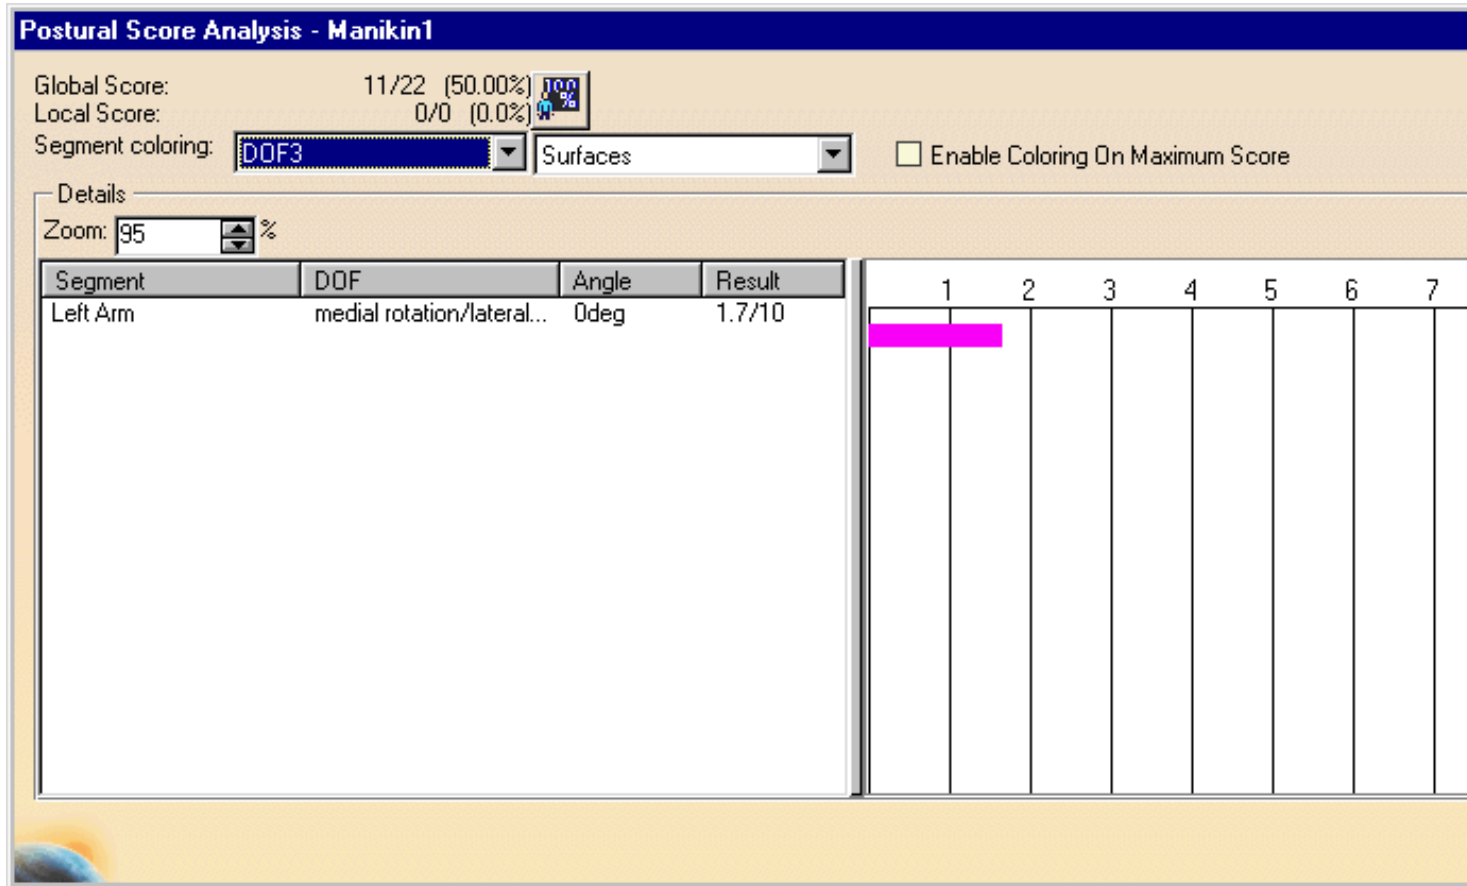 Postural Score Analysis - Manikin1
Global Score: 11/22 (50.00%)
100
%
Local Score: 0/0 (0.0%)
Segment coloring: DOF3 Surfaces Enable Coloring On Maximum Score
Details
Zoom: 95 %
Segment DOF Angle Result 1 2 3 4 5 6 7
Left Arm medial rotation/lateral... 0deg 1.7/10